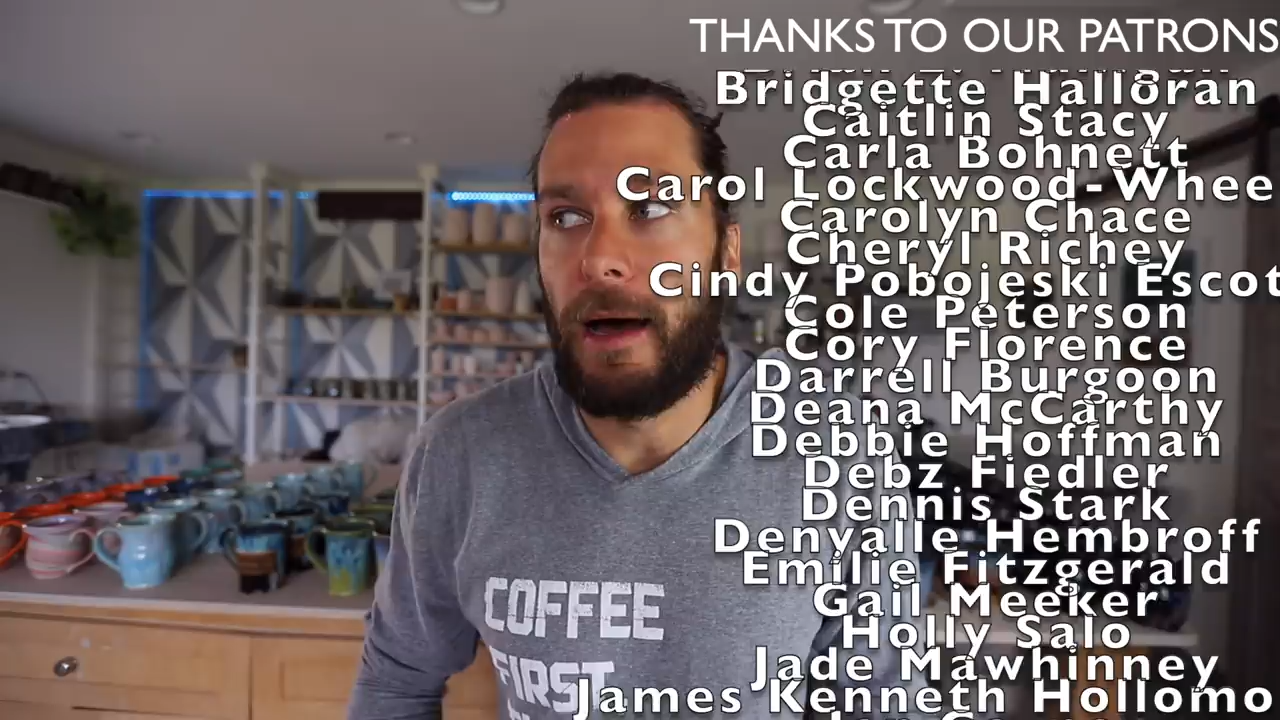 THANKS TO OUR PATRONS
Bridgette Halloran
Caitlin Stacy
Carla Bohnett
Carol Lockwood-Whee
Carolyn Chace
Cheryl Richey
Cindy Pobojeski Escot
Cole Peterson
Cory Florence
Darrell Burgoon
Deana McCarthy
Debbie Hoffman
Debz Fiedler
Dennis Stark
Denyalle Hembroff
Emilie Fitzgerald
Gail Meeker
Holly Salo
Jade Mawhinney
James Kenneth Hollomo
COFFEE
FIRST